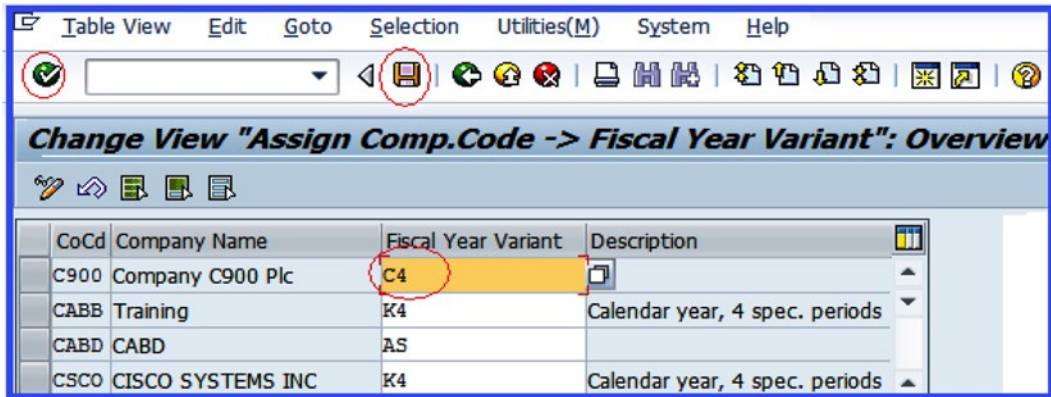 Table View Edit Goto Selection Utilities(M) System Help
Change View "Assign Comp.Code -> Fiscal Year Variant": Overview
CoCd Company Name Fiscal Year Variant Description
C900 Company C900 Plc C4
CABB Training K4 Calendar year, 4 spec. periods
CABD CABD AS
CSCO CISCO SYSTEMS INC K4 Calendar year, 4 spec. periods